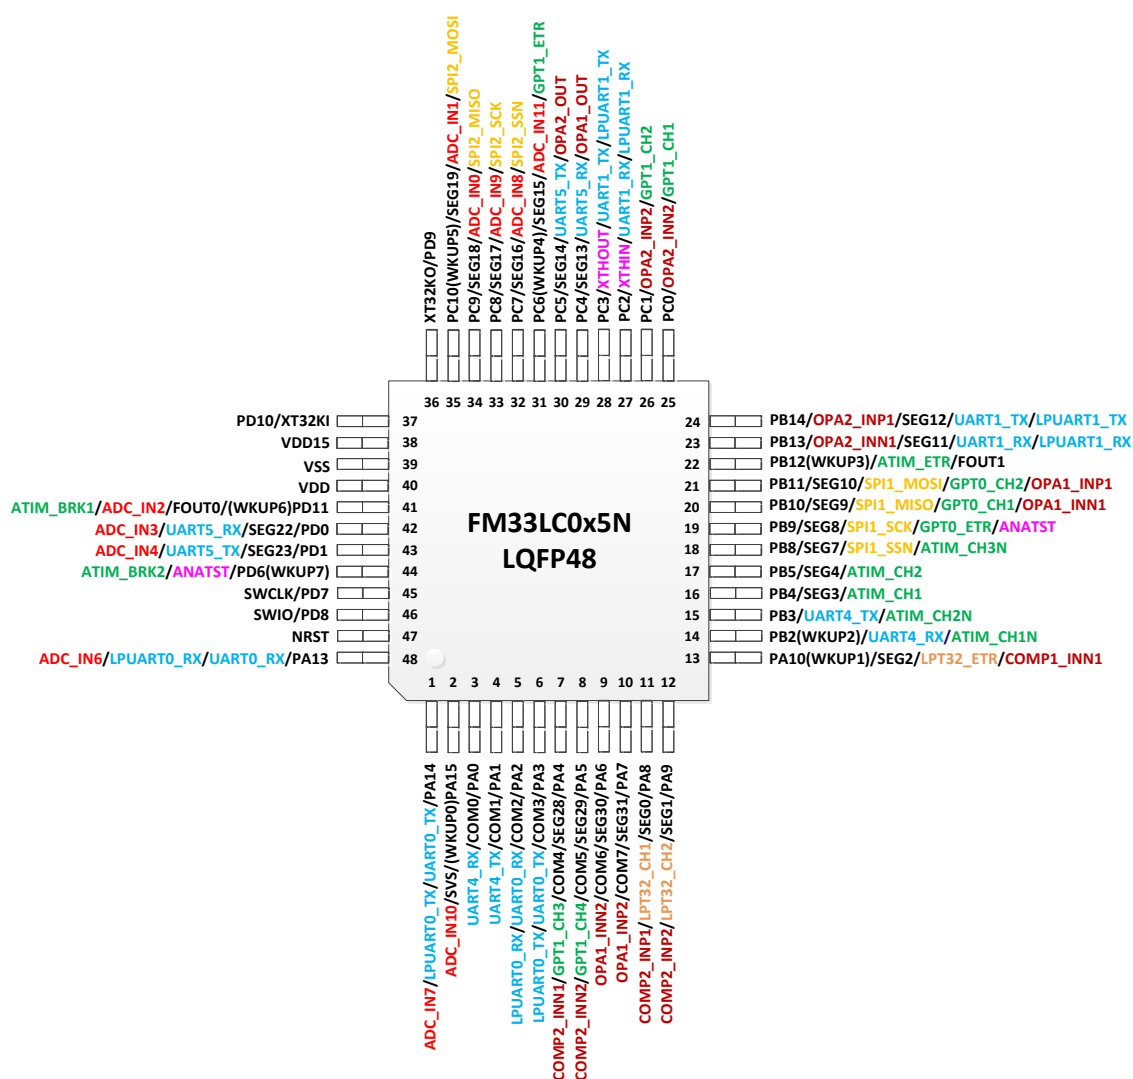 XT32KO/PD9
PC10(WKUP5)/SEG19/ADC_IN1/SPI2_MOSI
PC9/SEG18/ADC_IN0/SPI2_MISO
PC8/SEG17/ADC_IN9/SPI2_SCK
PC7/SEG16/ADC_IN8/SPI2_SSN
PC6(WKUP4)/SEG15/ADC_IN11/GPT1_ETR
PC5/SEG14/UART5_TX/OPA2_OUT
PC4/SEG13/UART5_RX/OPA1_OUT
PC3/XTHOUT/UART1_TX/LPUART1_TX
PC2/XTHIN/UART1_RX/LPUART1_RX
PC1/OPA2_INP2/GPT1_CH2
PC0/OPA2_INN2/GPT1_CH1
36 35 34 33 32 31 30 29 28 27 26 25
PD10/XT32KI 37
VDD15 38
VSS 39
VDD 40
ATIM_BRK1/ADC_IN2/FOUT0/(WKUP6)PD11 41
ADC_IN3/UART5_RX/SEG22/PD0 42
ADC_IN4/UART5_TX/SEG23/PD1 43
ATIM_BRK2/ANATST/PD6(WKUP7) 44
SWCLK/PD7 45
SWIO/PD8 46
NRST 47
ADC_IN6/LPUART0_RX/UART0_RX/PA13 48
FM33LC0x5N
LQFP48
24 PB14/OPA2_INP1/SEG12/UART1_TX/LPUART1_TX
23 PB13/OPA2_INN1/SEG11/UART1_RX/LPUART1_RX
22 PB12(WKUP3)/ATIM_ETR/FOUT1
21 PB11/SEG10/SPI1_MOSI/GPT0_CH2/OPA1_INP1
20 PB10/SEG9/SPI1_MISO/GPT0_CH1/OPA1_INN1
19 PB9/SEG8/SPI1_SCK/GPT0_ETR/ANATST
18 PB8/SEG7/SPI1_SSN/ATIM_CH3N
17 PB5/SEG4/ATIM_CH2
16 PB4/SEG3/ATIM_CH1
15 PB3/UART4_TX/ATIM_CH2N
14 PB2(WKUP2)/UART4_RX/ATIM_CH1N
13 PA10(WKUP1)/SEG2/LPT32_ETR/COMP1_INN1
1 2 3 4 5 6 7 8 9 10 11 12
ADC_IN7/LPUART0_TX/UART0_TX/PA14
ADC_IN10/SVS/(WKUP0)PA15
UART4_RX/COM0/PA0
UART4_TX/COM1/PA1
LPUART0_RX/UART0_RX/COM2/PA2
LPUART0_TX/UART0_TX/COM3/PA3
COMP2_INN1/GPT1_CH3/COM4/SEG28/PA4
COMP2_INN2/GPT1_CH4/COM5/SEG29/PA5
OPA1_INN2/COM6/SEG30/PA6
OPA1_INP2/COM7/SEG31/PA7
COMP2_INP1/LPT32_CH1/SEG0/PA8
COMP2_INP2/LPT32_CH2/SEG1/PA9